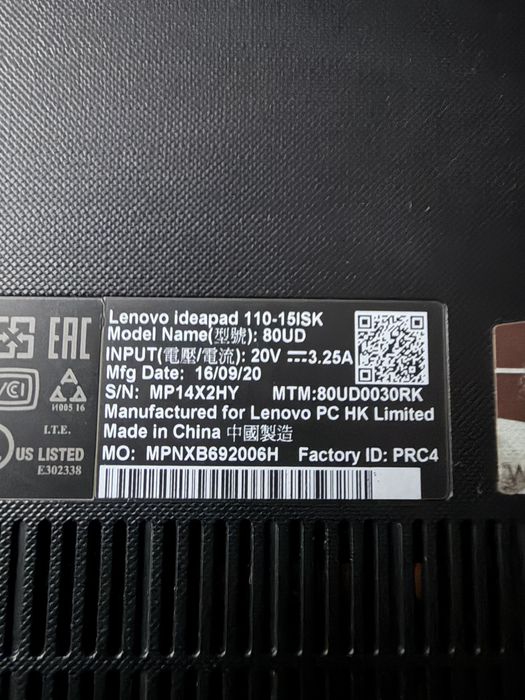 Lenovo ideapad 110-15ISK
Model Name(型號): 80UD
INPUT(電壓/電流): 20V ⎓3.25A
Mfg Date: 16/09/20
S/N: MP14X2HY MTM:80UD0030RK
Manufactured for Lenovo PC HK Limited
Made in China 中國製造
MO: MPNXB692006H Factory ID: PRC4
EAC
VCI
И005 16
I.T.E.
US LISTED
E302338